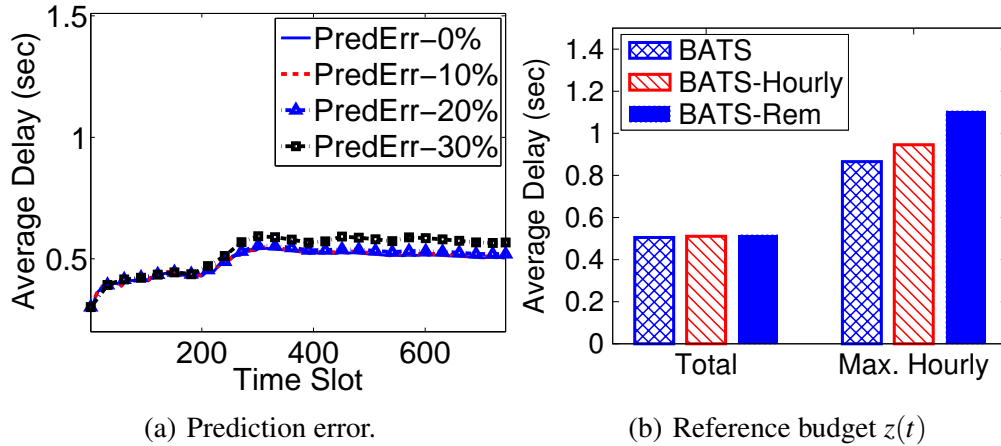 1.5
1
0.5
Average Delay (sec)
PredErr−0%
PredErr−10%
PredErr−20%
PredErr−30%
200
400
600
Time Slot
(a) Prediction error.
1.4
1.2
1
0.8
0.6
0.4
0.2
0
Average Delay (sec)
BATS
BATS-Hourly
BATS-Rem
Total
Max. Hourly
(b) Reference budget z(t)